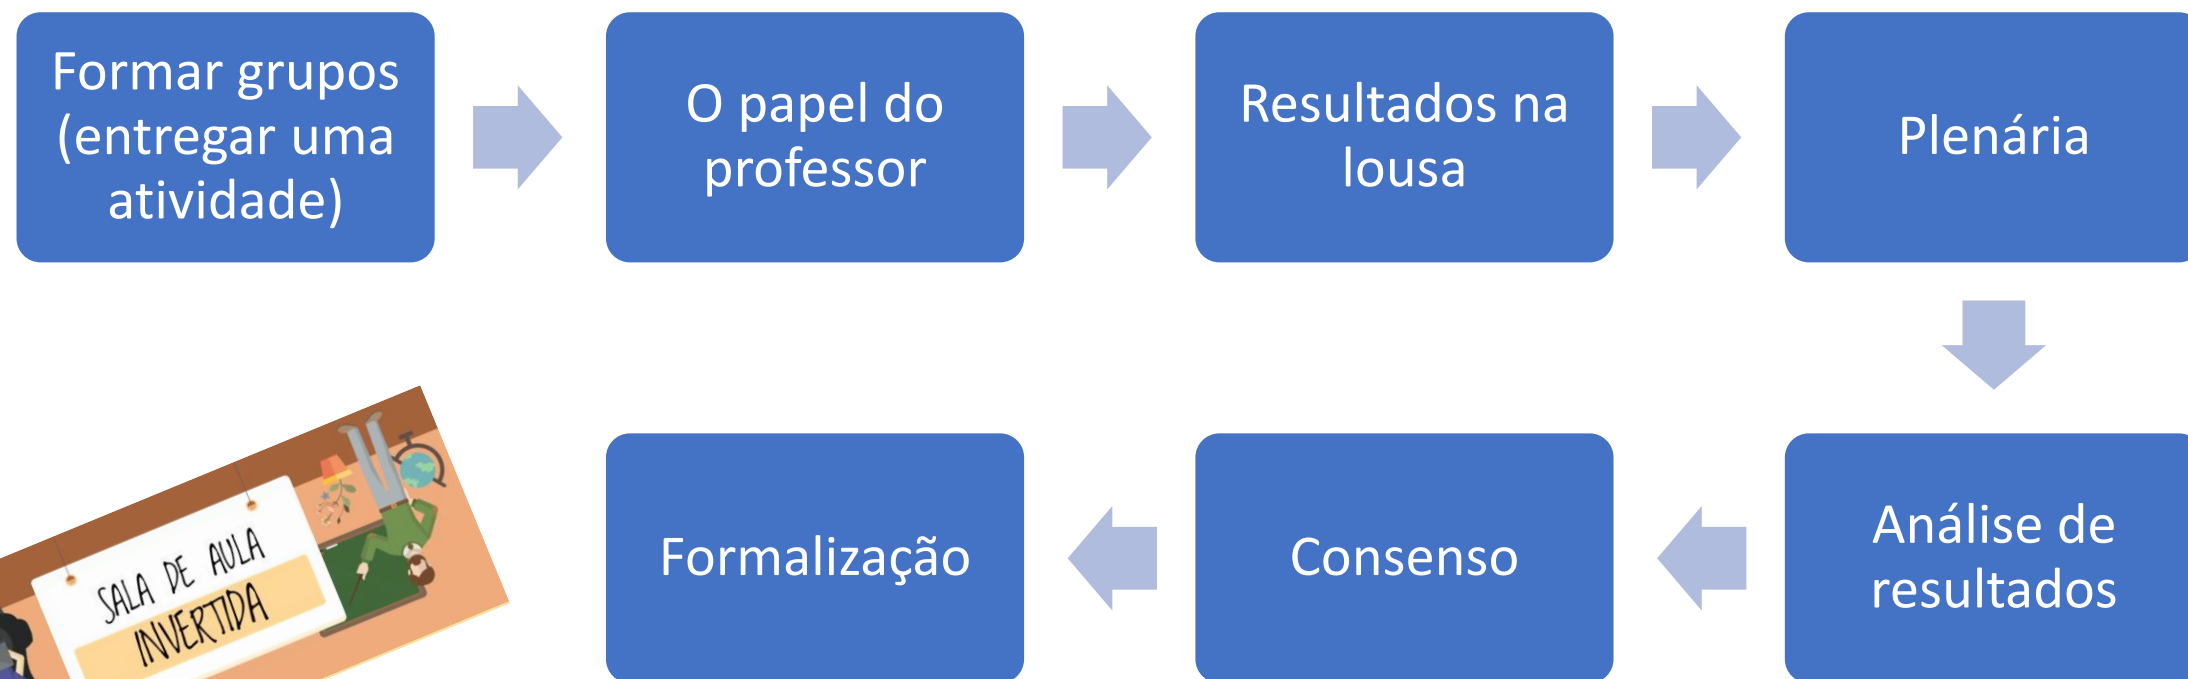 Formar grupos
(entregar uma
atividade)
O papel do
professor
Resultados na
lousa
Plenária
Análise de
resultados
Consenso
Formalização
SALA DE AULA
INVERTIDA